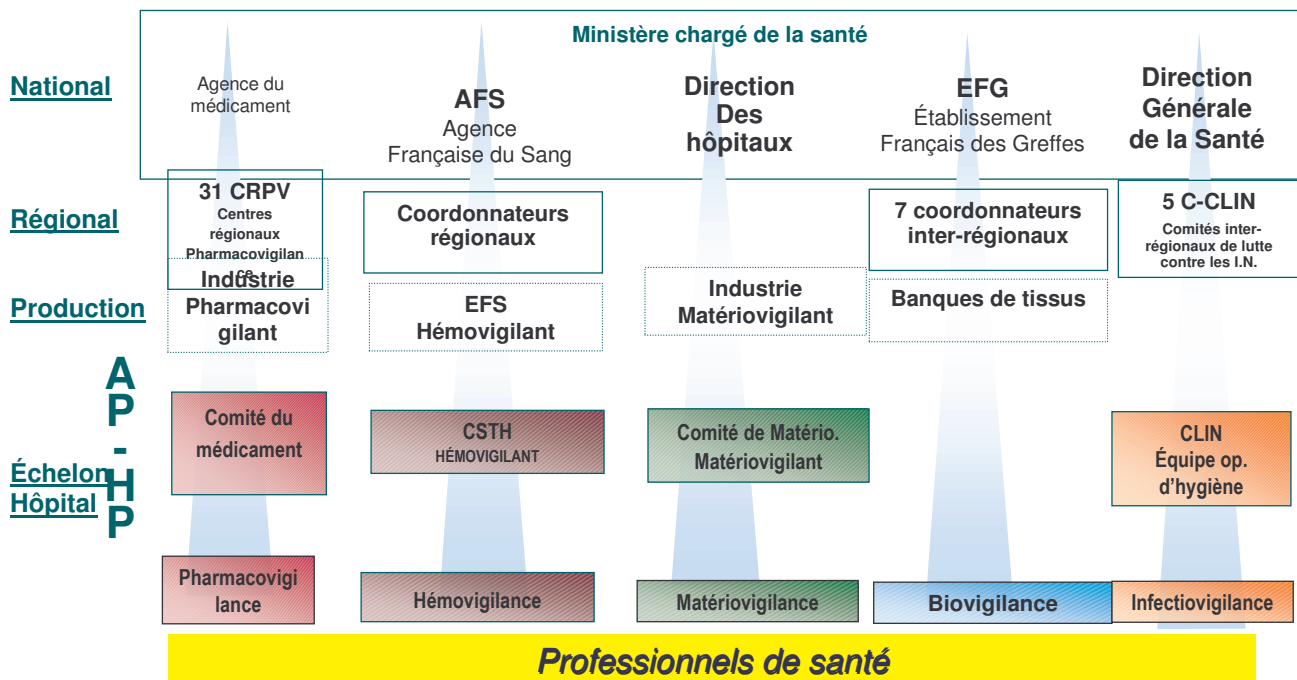 Ministère chargé de la santé
National
Agence du
médicament
AFS
Agence
Française du Sang
Direction
Des
hôpitaux
EFG
Établissement
Français des Greffes
Direction
Générale
de la Santé
Régional
31 CRPV
Centres
régionaux
Pharmacovigilan
ce
Coordonnateurs
régionaux
7 coordonnateurs
inter-régionaux
5 C-CLIN
Comités inter-
régionaux de lutte
contre les I.N.
Production
Industrie
Pharmacovi
gilant
EFS
Hémovigilant
Industrie
Matériovigilant
Banques de tissus
AP-HP
Échelon
Hôpital
Comité du
médicament
CSTH
HÉMOVIGILANT
Comité de Matério.
Matériovigilant
CLIN
Équipe op.
d’hygiène
Pharmacovigi
lance
Hémovigilance
Matériovigilance
Biovigilance
Infectiovigilance
Professionnels de santé